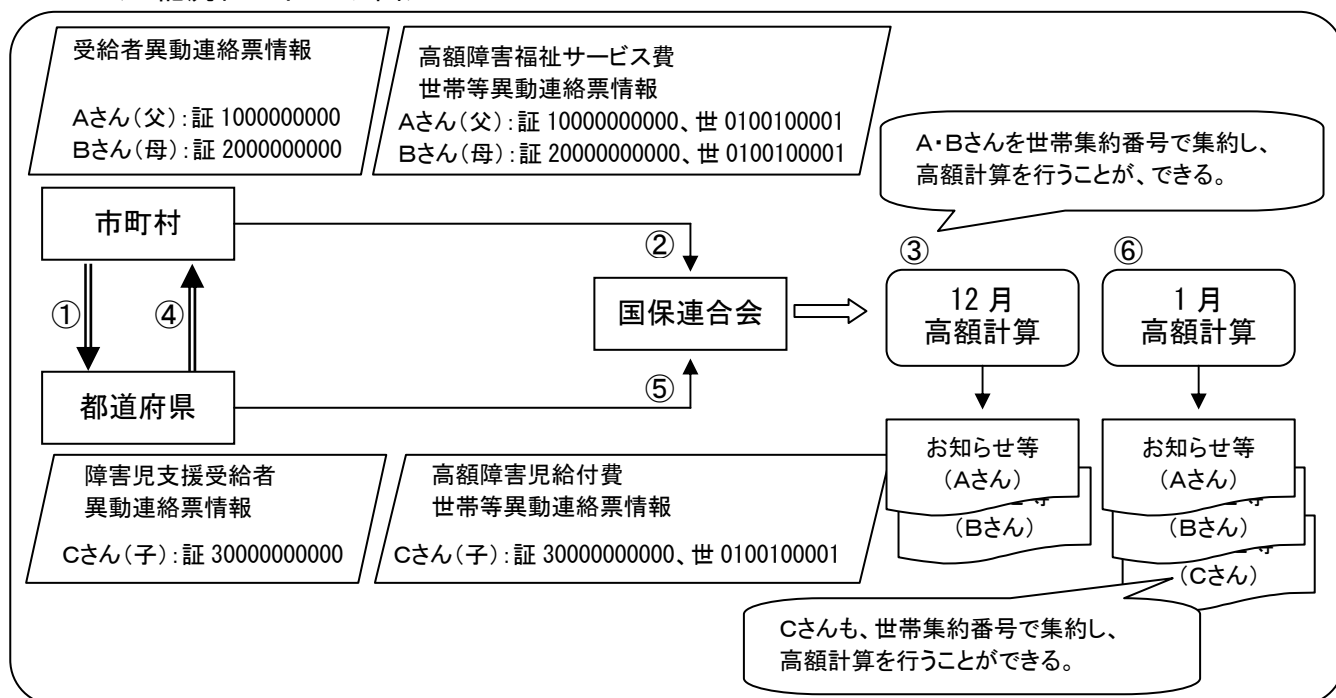 受給者異動連絡票情報
Aさん(父):証 1000000000
Bさん(母):証 2000000000
高額障害福祉サービス費
世帯等異動連絡票情報
Aさん(父):証 10000000000、世 0100100001
Bさん(母):証 20000000000、世 0100100001
A・Bさんを世帯集約番号で集約し、
高額計算を行うことが、できる。
市町村
①
④
都道府県
②
国保連合会
⑤
③
12 月
高額計算
⑥
1 月
高額計算
お知らせ等
(Aさん)
(Bさん)
お知らせ等
(Aさん)
(Bさん)
(Cさん)
障害児支援受給者
異動連絡票情報
Cさん(子):証 30000000000
高額障害児給付費
世帯等異動連絡票情報
Cさん(子):証 30000000000、世 0100100001
Cさんも、世帯集約番号で集約し、
高額計算を行うことができる。